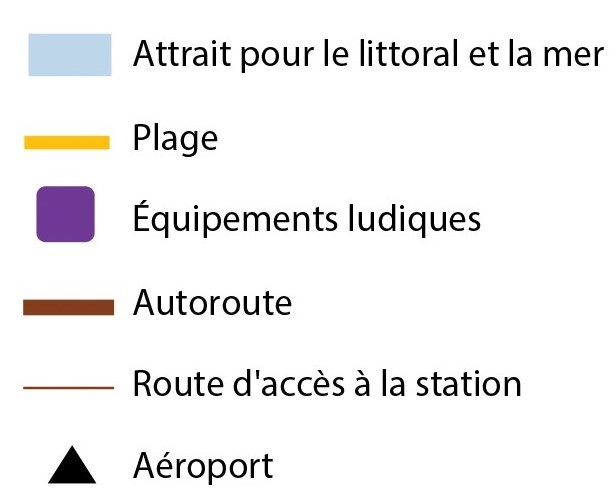 Attrait pour le littoral et la mer
Plage
Équipements ludiques
Autoroute
Route d'accès à la station
Aéroport